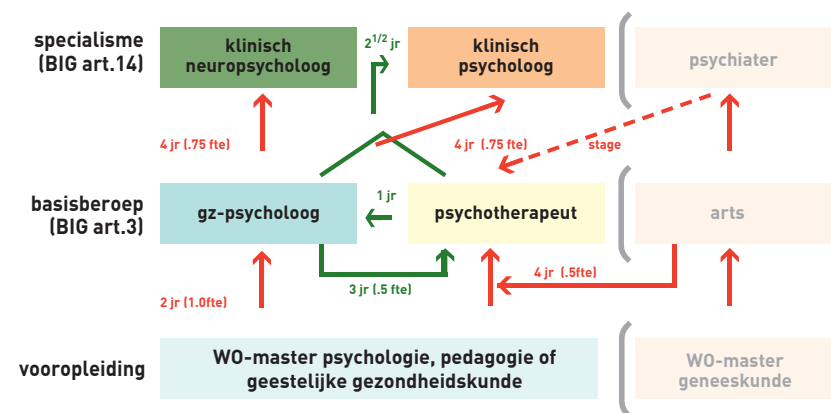 specialisme
(BIG art.14)
klinisch
neuropsycholoog
2 1/2 jr
klinisch
psycholoog
psychiater
4 jr (.75 fte)
4 jr (.75 fte)
stage
basisberoep
(BIG art.3)
gz-psycholoog
1 jr
psychotherapeut
arts
2 jr (1.0fte)
3 jr (.5 fte)
4 jr (.5fte)
vooropleiding
WO-master psychologie, pedagogie of
geestelijke gezondheidskunde
WO-master
geneeskunde